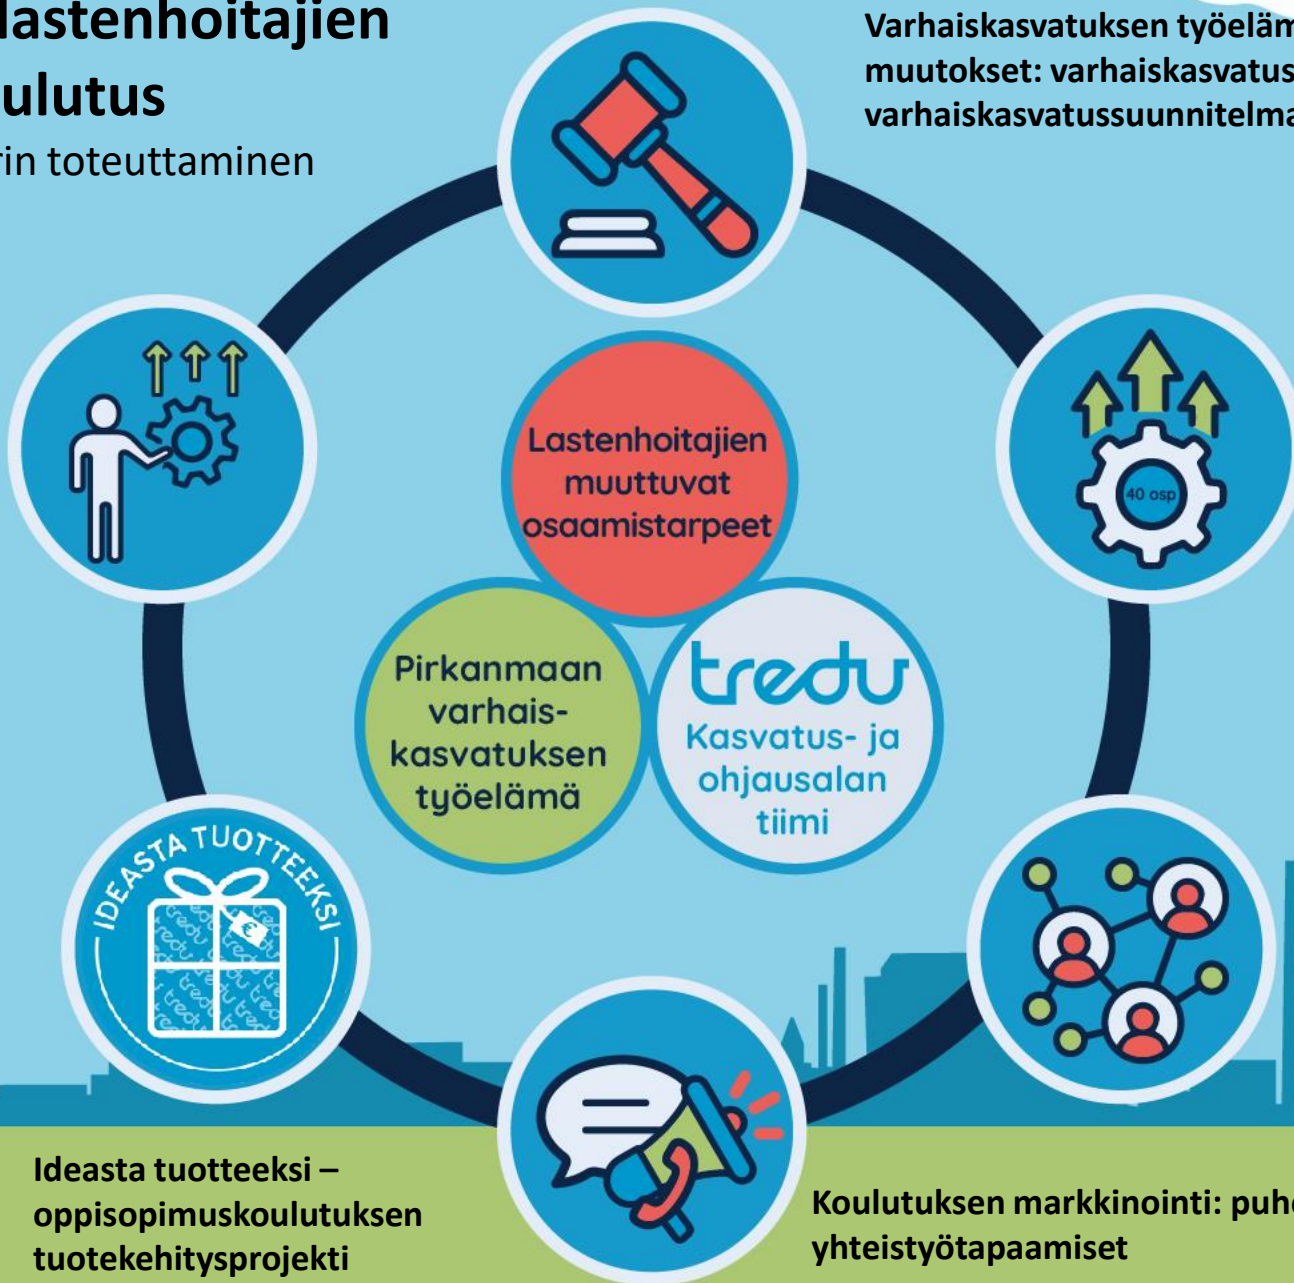 lastenhoitajien
ulutus
rin toteuttaminen
Varhaiskasvatuksen työeläm
muutokset: varhaiskasvatus
varhaiskasvatussuunnitelma
40 osp
Lastenhoitajien
muuttuvat
osaamistarpeet
Pirkanmaan
varhais-
kasvatuksen
työelämä
tredu
Kasvatus- ja
ohjausalan
tiimi
IDEASTA TUOTTEEKSI
Ideasta tuotteeksi –
oppisopimuskoulutuksen
tuotekehitysprojekti
Koulutuksen markkinointi: puhe
yhteistyötapaamiset